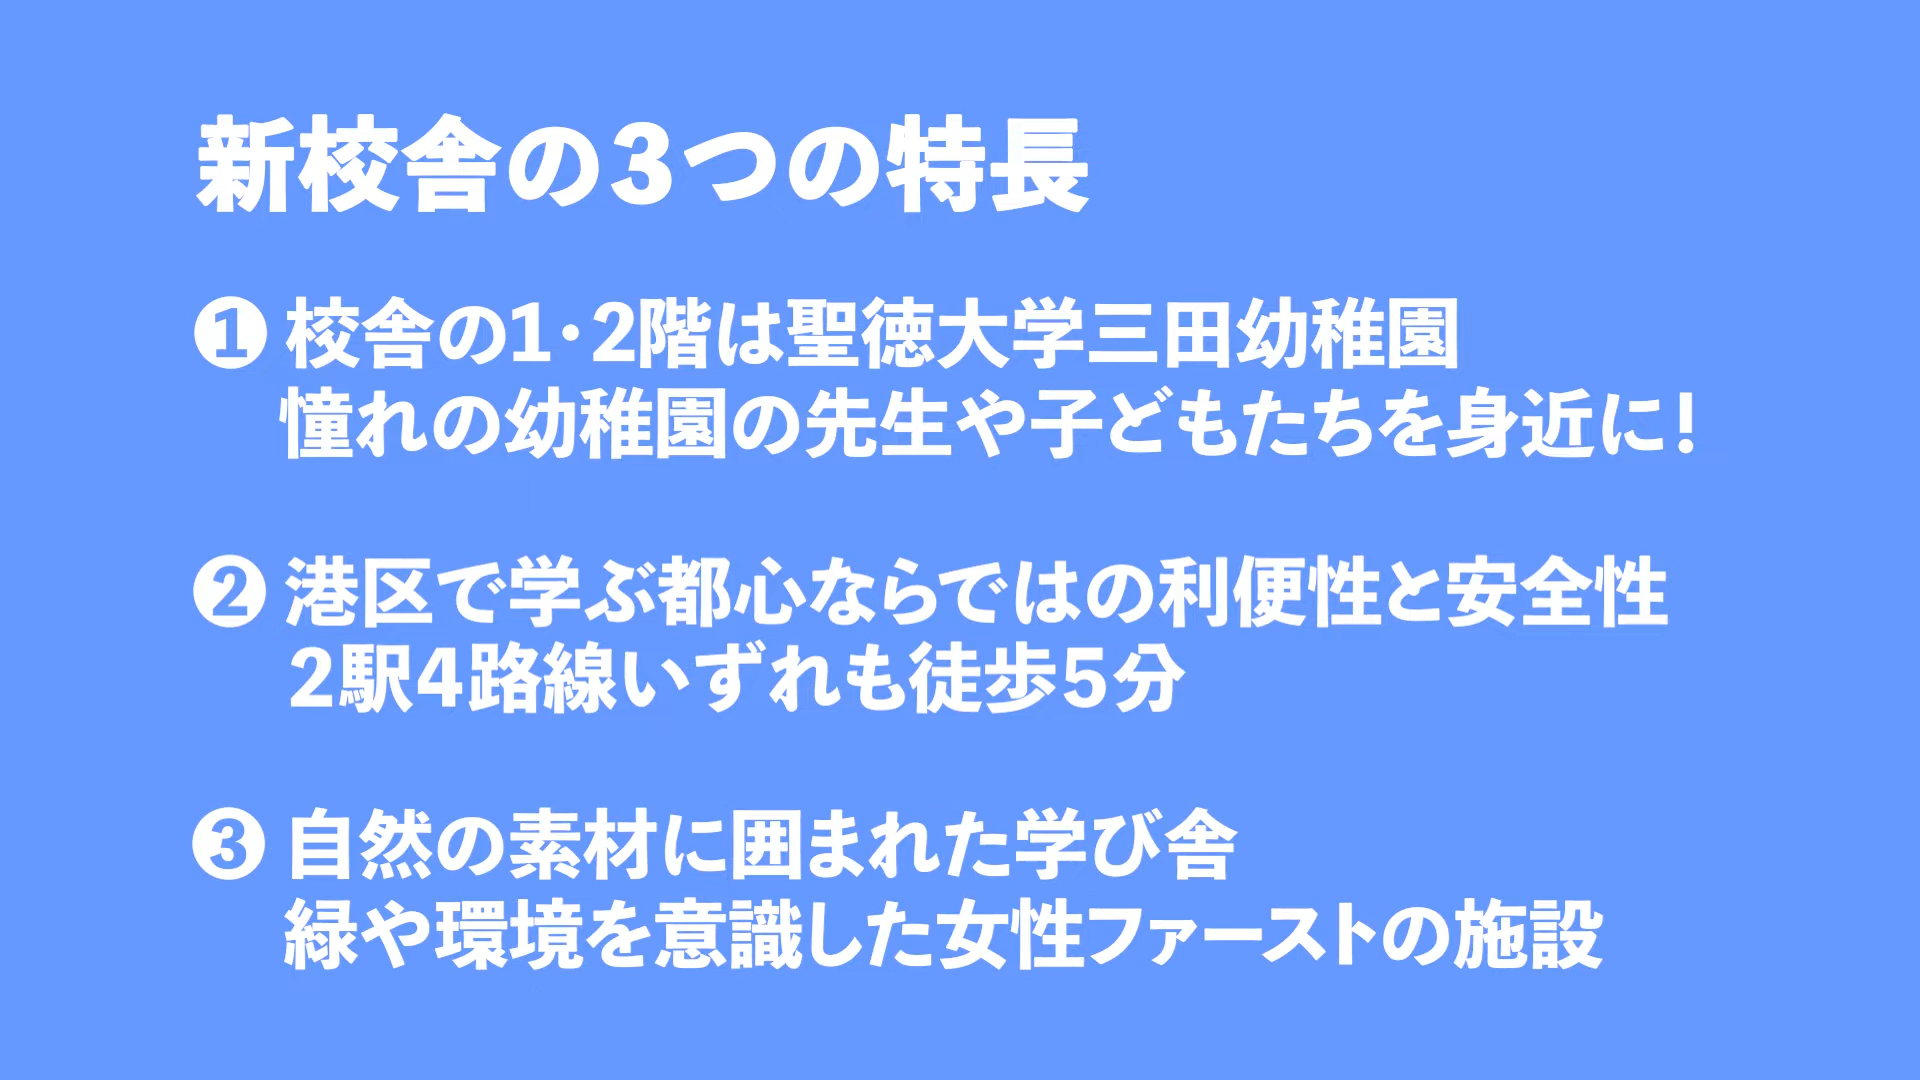 新校舎の3つの特長
❶校舎の1・2階は聖徳大学三田幼稚園
憧れの幼稚園の先生や子どもたちを身近に!
❷港区で学ぶ都心ならではの利便性と安全性
2駅4路線いずれも徒歩5分
❸自然の素材に囲まれた学び舎
緑や環境を意識した女性ファーストの施設